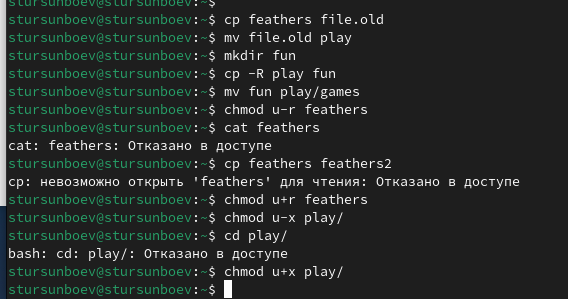 stursunboev@stursunboev:~$
stursunboev@stursunboev:~$ cp feathers file.old
stursunboev@stursunboev:~$ mv file.old play
stursunboev@stursunboev:~$ mkdir fun
stursunboev@stursunboev:~$ cp -R play fun
stursunboev@stursunboev:~$ mv fun play/games
stursunboev@stursunboev:~$ chmod u-r feathers
stursunboev@stursunboev:~$ cat feathers
cat: feathers: Отказано в доступе
stursunboev@stursunboev:~$ cp feathers feathers2
cp: невозможно открыть 'feathers' для чтения: Отказано в доступе
stursunboev@stursunboev:~$ chmod u+r feathers
stursunboev@stursunboev:~$ chmod u-x play/
stursunboev@stursunboev:~$ cd play/
bash: cd: play/: Отказано в доступе
stursunboev@stursunboev:~$ chmod u+x play/
stursunboev@stursunboev:~$